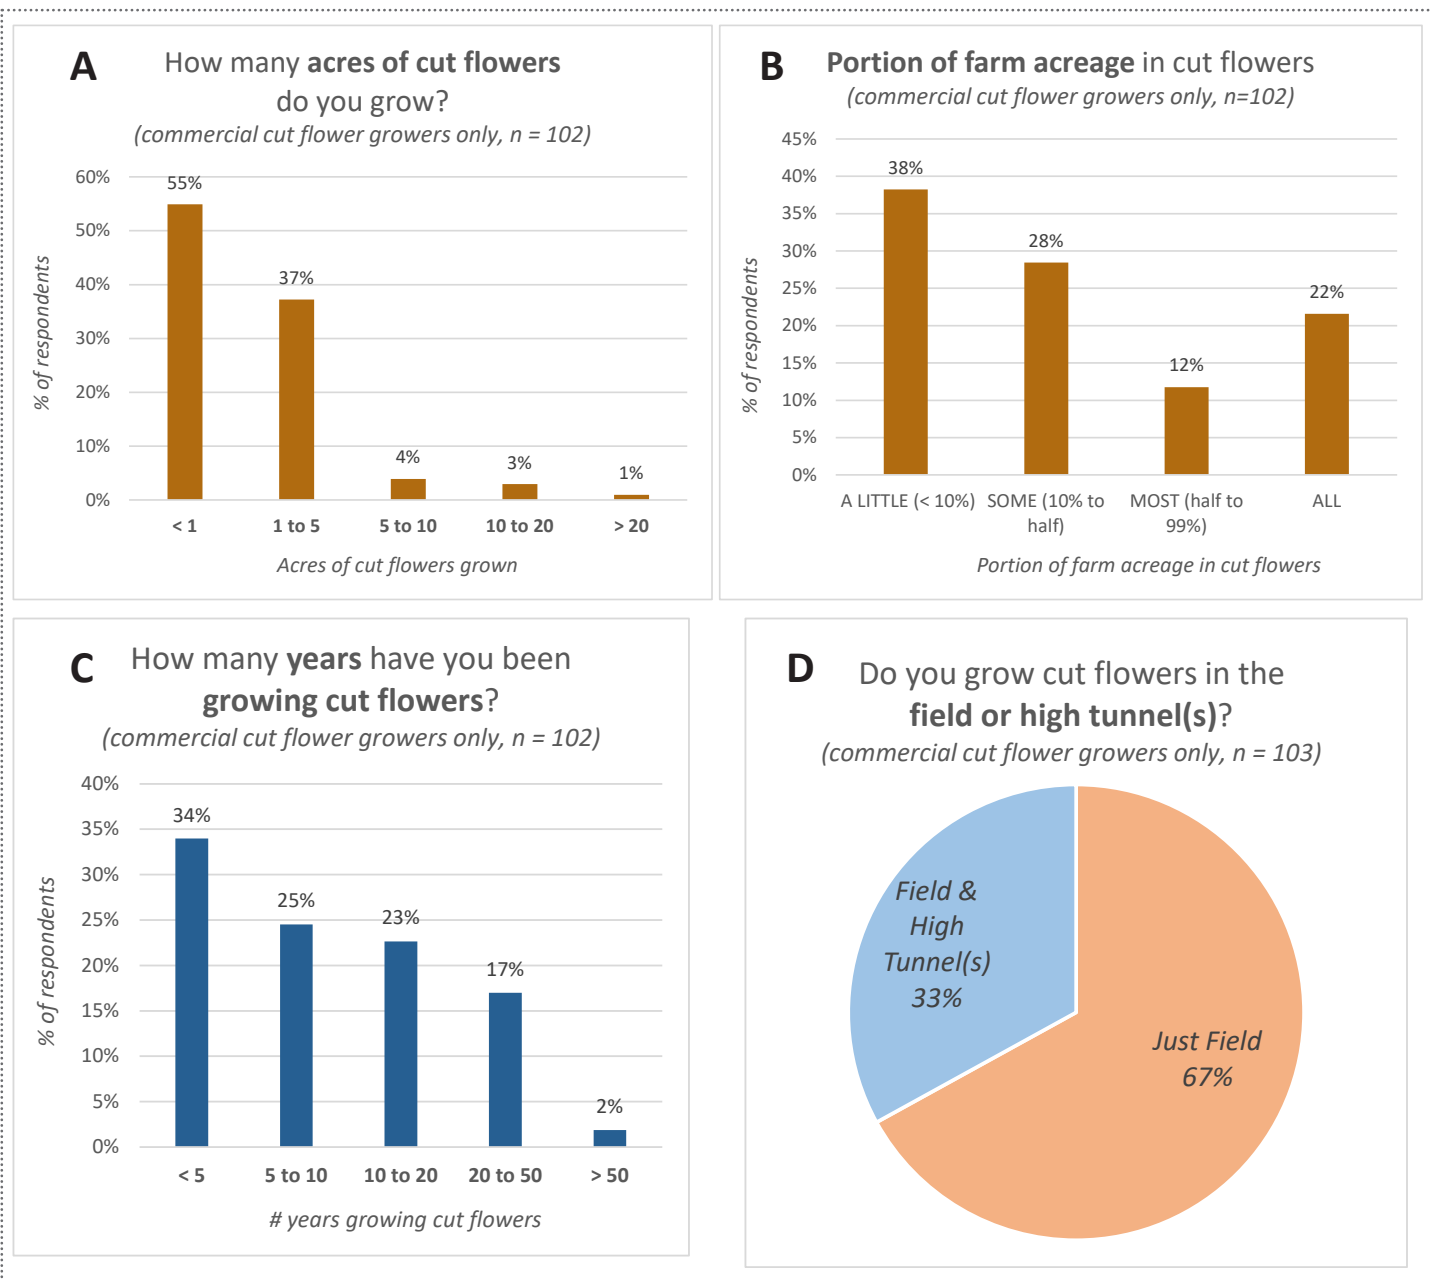 A
How many acres of cut flowers
do you grow?
(commercial cut flower growers only, n = 102)
60%
50%
40%
30%
20%
10%
0%
% of respondents
55%
37%
4%
3%
1%
< 1
1 to 5
5 to 10
10 to 20
> 20
Acres of cut flowers grown
B
Portion of farm acreage in cut flowers
(commercial cut flower growers only, n=102)
45%
40%
35%
30%
25%
20%
15%
10%
5%
0%
% of respondents
38%
28%
12%
22%
A LITTLE (< 10%)
SOME (10% to
half)
MOST (half to
99%)
ALL
Portion of farm acreage in cut flowers
C
How many years have you been
growing cut flowers?
(commercial cut flower growers only, n = 102)
40%
35%
30%
25%
20%
15%
10%
5%
0%
% of respondents
34%
25%
23%
17%
2%
< 5
5 to 10
10 to 20
20 to 50
> 50
# years growing cut flowers
D
Do you grow cut flowers in the
field or high tunnel(s)?
(commercial cut flower growers only, n = 103)
Field &
High
Tunnel(s)
33%
Just Field
67%